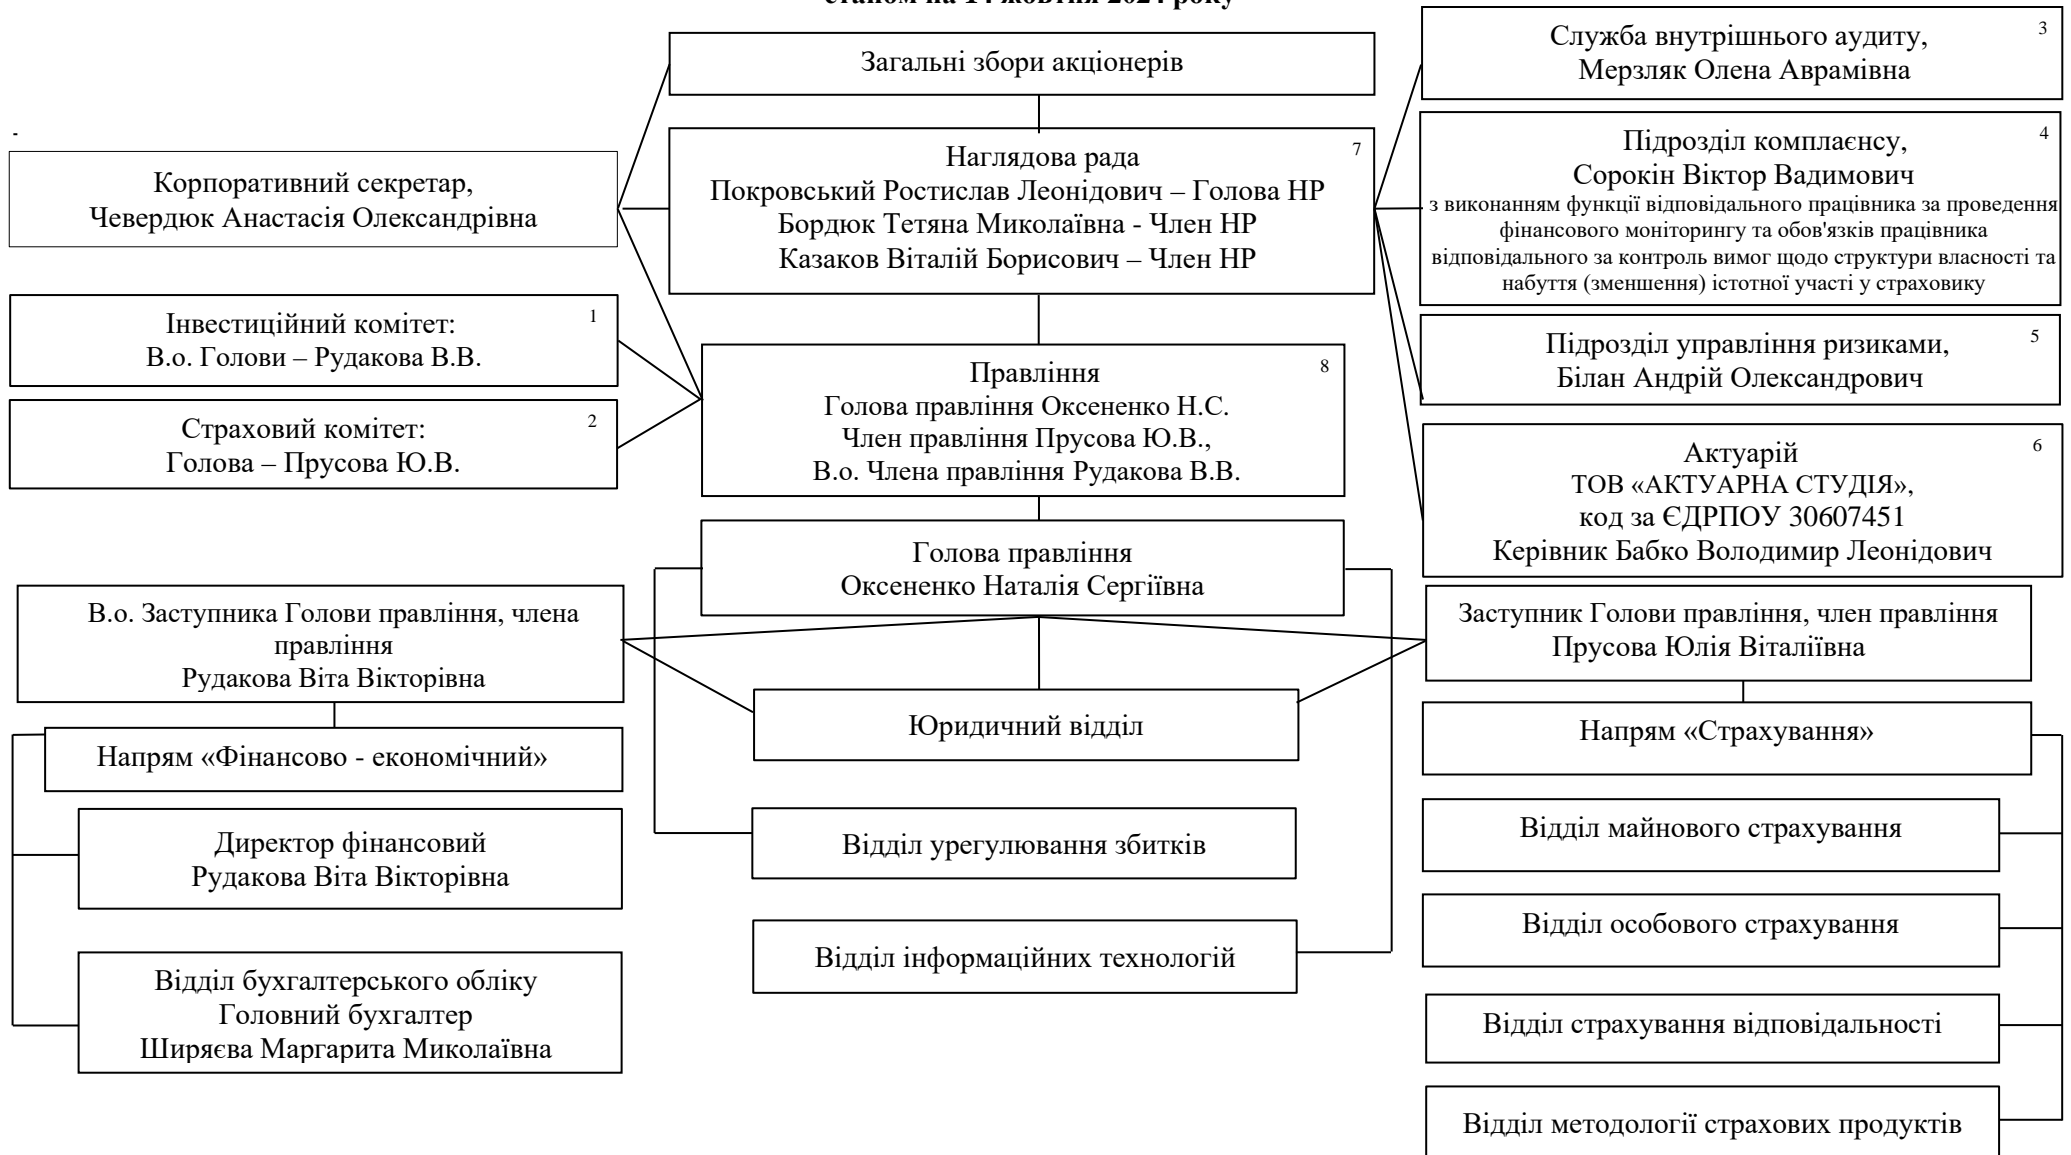 станом на 14 жовтня 2024 року
Загальні збори акціонерів
Служба внутрішнього аудиту,
Мерзляк Олена Аврамівна
3
-
Корпоративний секретар,
Чевердюк Анастасія Олександрівна
Наглядова рада
Покровський Ростислав Леонідович – Голова НР
Бордюк Тетяна Миколаївна - Член НР
Казаков Віталій Борисович – Член НР
7
Підрозділ комплаєнсу,
Сорокін Віктор Вадимович
з виконанням функції відповідального працівника за проведення
фінансового моніторингу та обов'язків працівника
відповідального за контроль вимог щодо структури власності та
набуття (зменшення) істотної участі у страховику
4
Інвестиційний комітет:
В.о. Голови – Рудакова В.В.
1
Страховий комітет:
Голова – Прусова Ю.В.
2
Правління
Голова правління Оксененко Н.С.
Член правління Прусова Ю.В.,
В.о. Члена правління Рудакова В.В.
8
Підрозділ управління ризиками,
Білан Андрій Олександрович
5
Актуарій
ТОВ «АКТУАРНА СТУДІЯ»,
код за ЄДРПОУ 30607451
Керівник Бабко Володимир Леонідович
6
Голова правління
Оксененко Наталія Сергіївна
В.о. Заступника Голови правління, члена
правління
Рудакова Віта Вікторівна
Заступник Голови правління, член правління
Прусова Юлія Віталіївна
Юридичний відділ
Напрям «Фінансово - економічний»
Напрям «Страхування»
Директор фінансовий
Рудакова Віта Вікторівна
Відділ урегулювання збитків
Відділ майнового страхування
Відділ особового страхування
Відділ інформаційних технологій
Відділ бухгалтерського обліку
Головний бухгалтер
Ширяєва Маргарита Миколаївна
Відділ страхування відповідальності
Відділ методології страхових продуктів